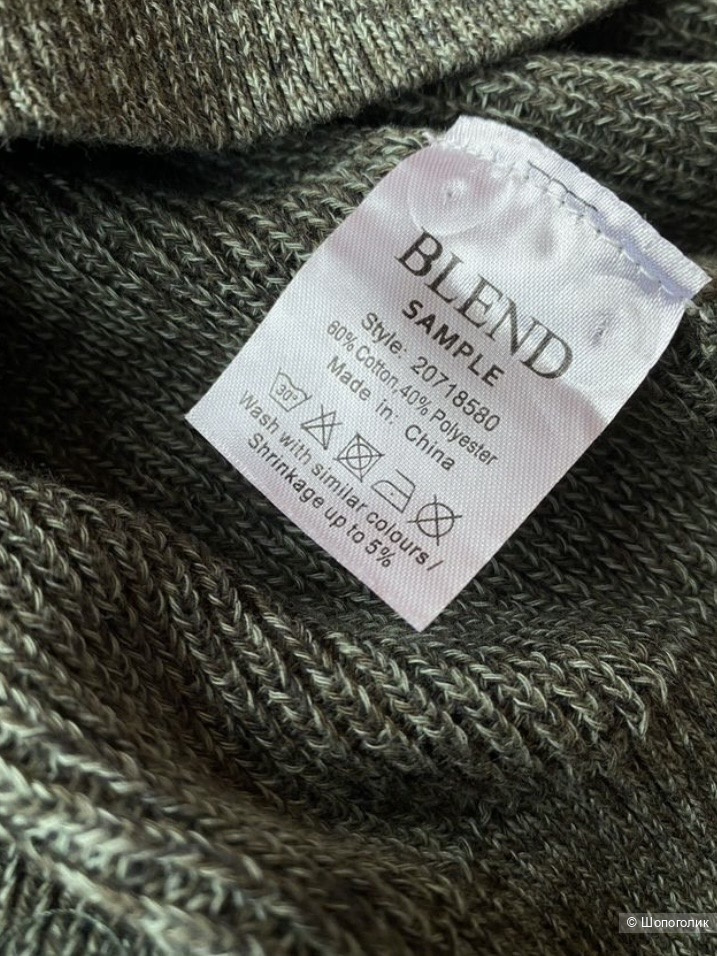 BLEND
SAMPLE
Style: 20718580
60% Cotton,40% Polyester
Made in: China
30°
Wash with similar colours /
Shrinkage up to 5%
© Шопоголик